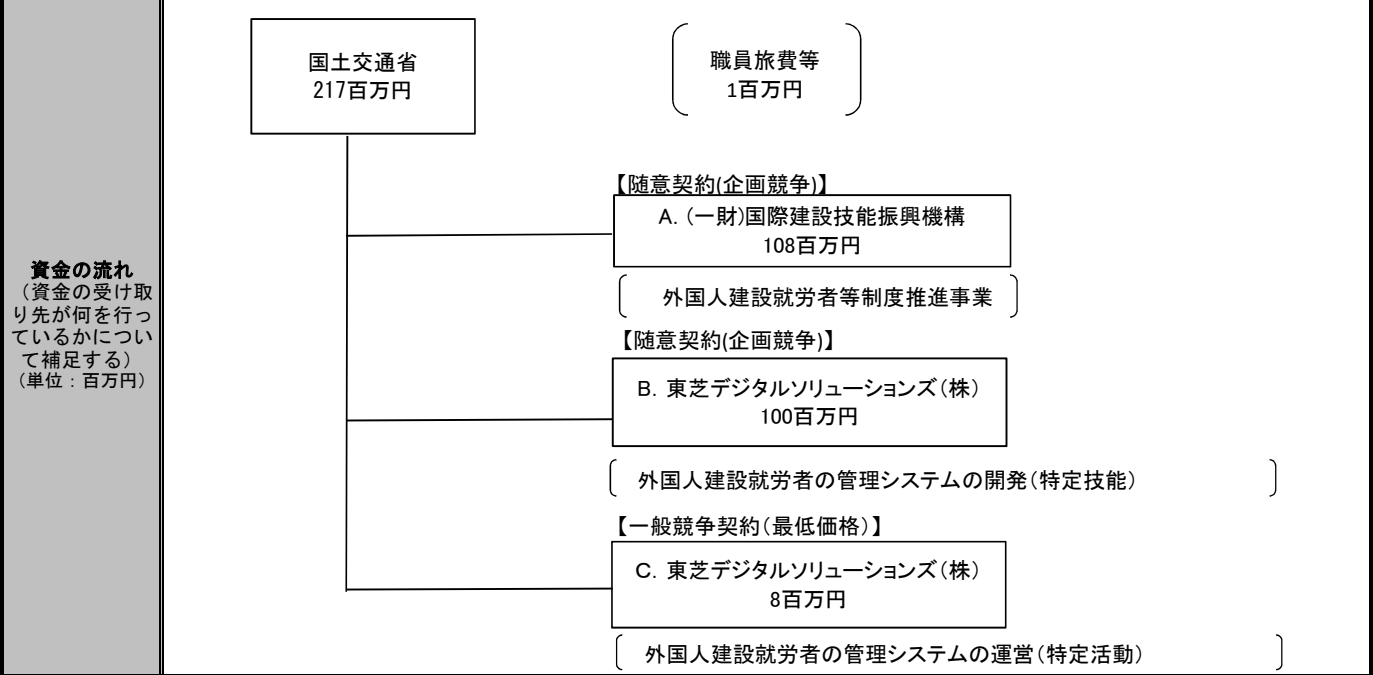 資金の流れ
（資金の受け取
り先が何を行っ
ているかについ
て補足する）
（単位：百万円）
国土交通省
217百万円
職員旅費等
1百万円
【随意契約(企画競争)】
A. （一財）国際建設技能振興機構
108百万円
外国人建設就労者等制度推進事業
【随意契約(企画競争)】
B. 東芝デジタルソリューションズ（株）
100百万円
外国人建設就労者の管理システムの開発（特定技能）
【一般競争契約（最低価格）】
C. 東芝デジタルソリューションズ（株）
8百万円
外国人建設就労者の管理システムの運営（特定活動）